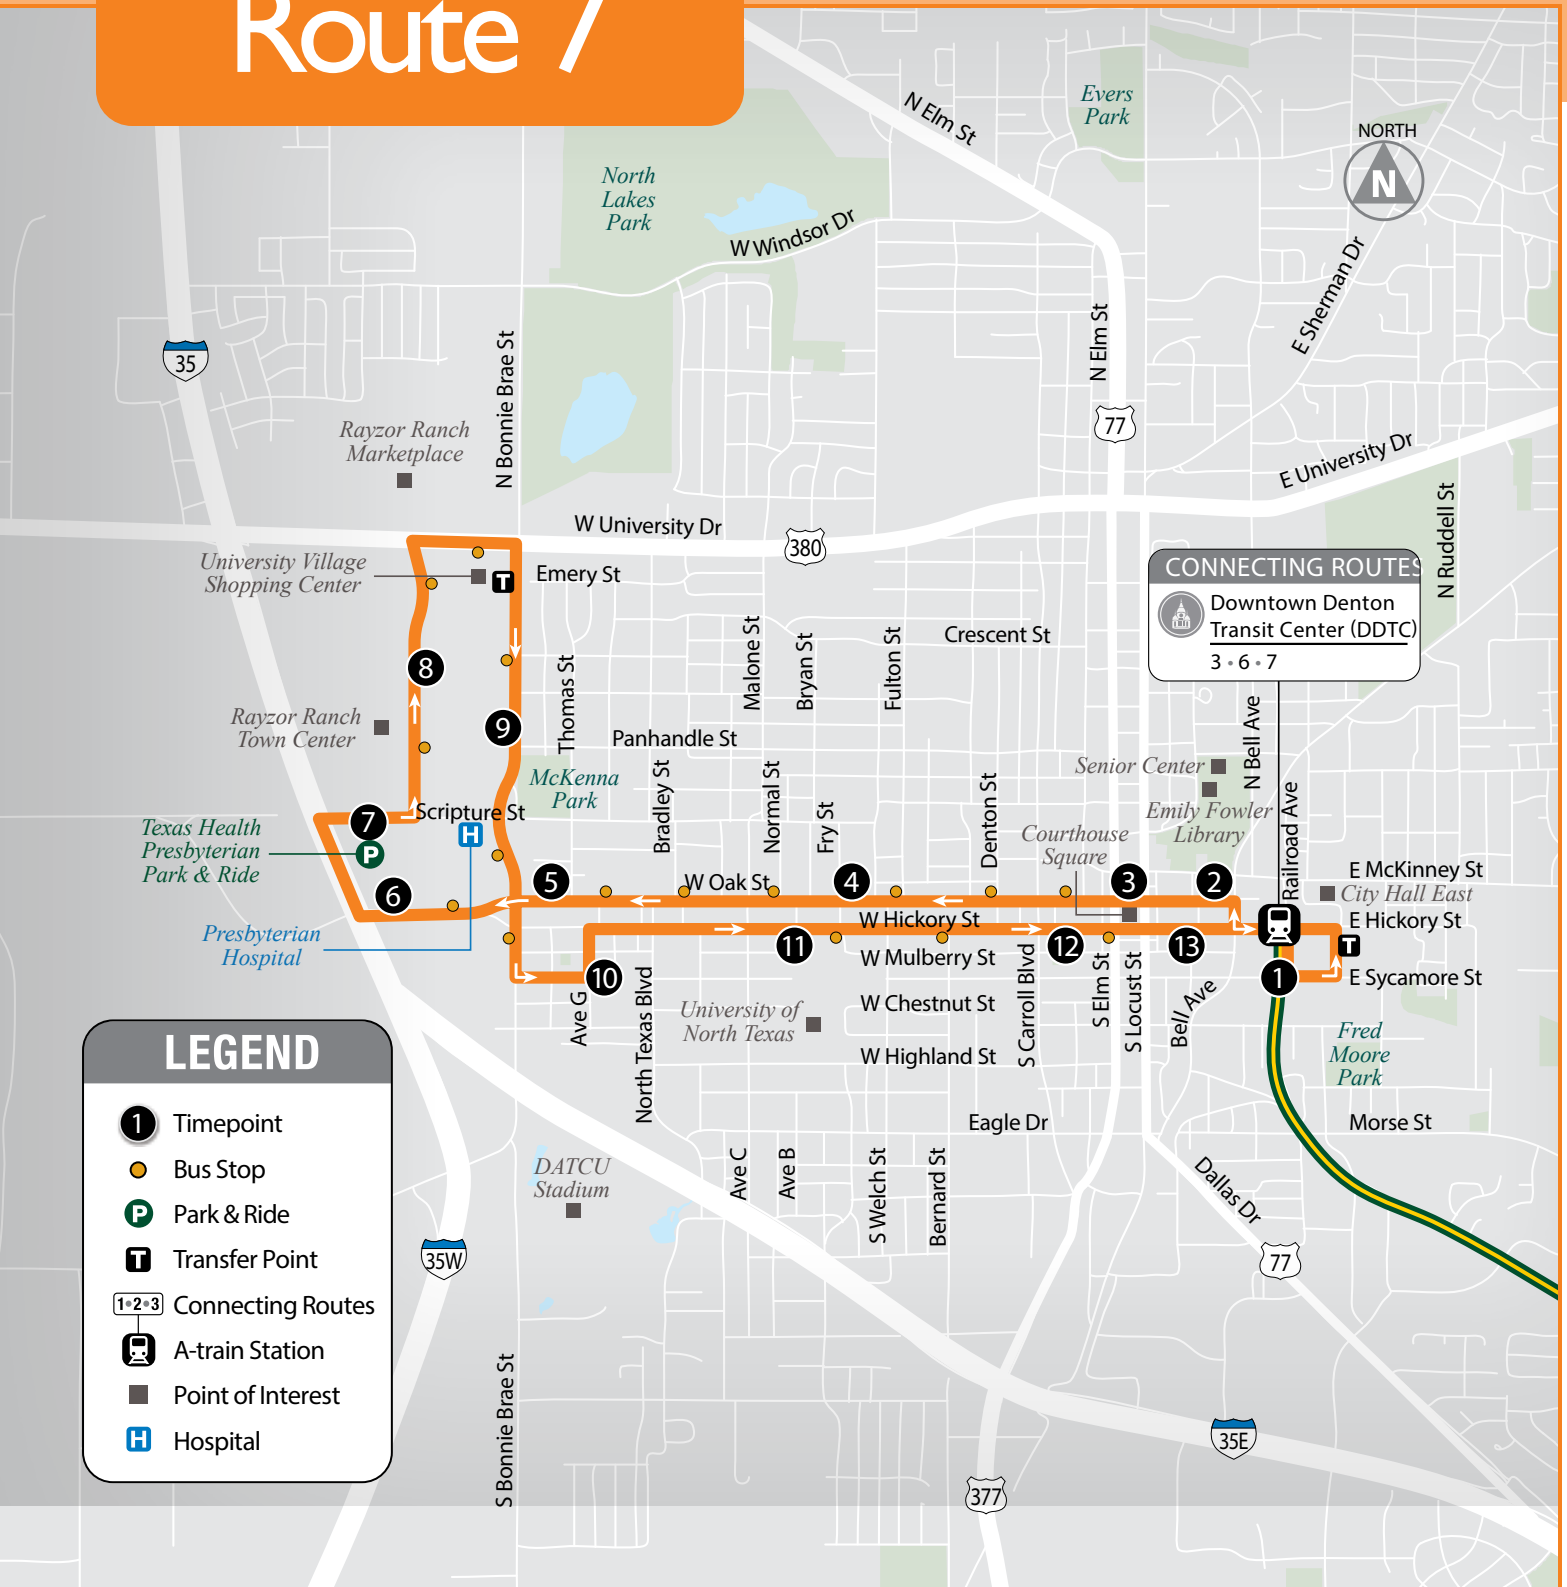 Route 7
N Elm St
Evers
Park
NORTH
N
North
Lakes
Park
W Windsor Dr
E Sherman Dr
N Elm St
35
N Bonnie Brae St
77
Rayzor Ranch
Marketplace
E University Dr
N Ruddell St
W University Dr
380
University Village
Shopping Center
T
Emery St
CONNECTING ROUTES
Downtown Denton
Transit Center (DDTC)
3 • 6 • 7
Malone St
Bryan St
Fulton St
Crescent St
8
Thomas St
Rayzor Ranch
Town Center
9
Panhandle St
N Bell Ave
McKenna
Park
Bradley St
Normal St
Fry St
Denton St
Senior Center
Emily Fowler
Library
Railroad Ave
Courthouse
Square
7
Scripture St
H
Texas Health
Presbyterian
Park & Ride
P
6
5
W Oak St
4
3
2
E McKinney St
City Hall East
W Hickory St
E Hickory St
Presbyterian
Hospital
11
12
13
T
W Mulberry St
10
1
E Sycamore St
Ave G
North Texas Blvd
University of
North Texas
W Chestnut St
S Carroll Blvd
S Elm St
S Locust St
Bell Ave
W Highland St
Fred
Moore
Park
Eagle Dr
Morse St
LEGEND
1 Timepoint
Bus Stop
P Park & Ride
T Transfer Point
1•2•3 Connecting Routes
A-train Station
Point of Interest
H Hospital
DATCU
Stadium
Ave C
Ave B
S Welch St
Bernard St
Dallas Dr
35W
77
S Bonnie Brae St
35E
377